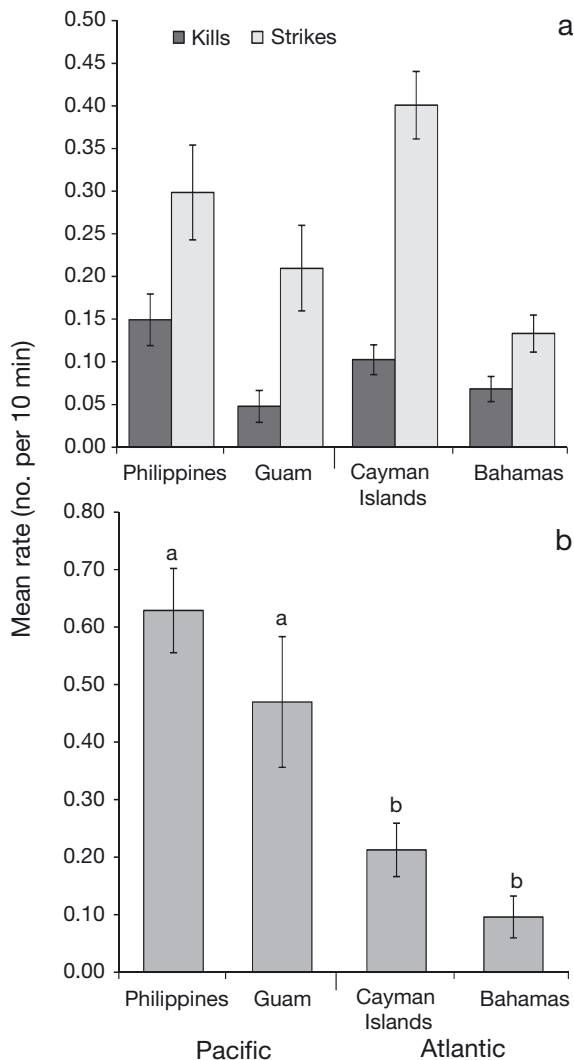 a
Kills Strikes
0.50
0.45
0.40
0.35
0.30
0.25
0.20
0.15
0.10
0.05
0.00
Philippines Guam Cayman Islands Bahamas
Mean rate (no. per 10 min)
b
0.80
0.70
0.60
0.50
0.40
0.30
0.20
0.10
0.00
a
a
b
b
Philippines Guam Cayman Islands Bahamas
Pacific Atlantic